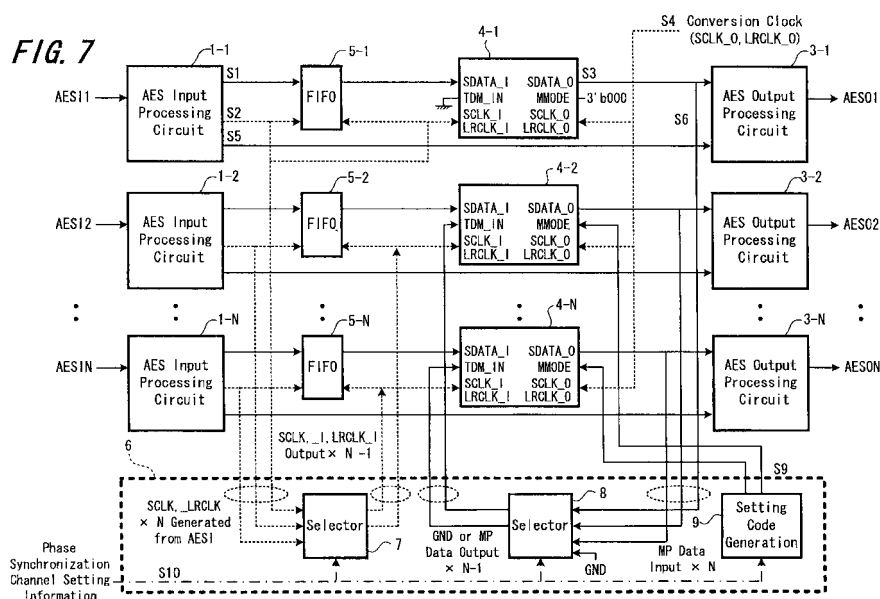 FIG. 7
1-1
5-1
4-1
S4 Conversion Clock
(SCLK_O, LRCLK_O)
3-1
AESI1
AES Input
Processing
Circuit
S1
S2
S5
FIFO
SDATA_I SDATA_O
TDM_IN MMODE
SCLK_I SCLK_O
LRCLK_I LRCLK_O
S3
3'b000
S6
AES Output
Processing
Circuit
AESO1
1-2
5-2
4-2
3-2
AESI2
AES Input
Processing
Circuit
FIFO
SDATA_I SDATA_O
TDM_IN MMODE
SCLK_I SCLK_O
LRCLK_I LRCLK_O
AES Output
Processing
Circuit
AESO2
1-N
5-N
4-N
3-N
AESIN
AES Input
Processing
Circuit
FIFO
SDATA_I SDATA_O
TDM_IN MMODE
SCLK_I SCLK_O
LRCLK_I LRCLK_O
AES Output
Processing
Circuit
AESON
6
SCLK,_I,LRCLK_I
Output × N-1
S9
SCLK,_LRCLK
× N Generated
from AESI
Selector
7
GND or MP
Data Output
× N-1
Selector
8
GND
MP Data
Input × N
9
Setting
Code
Generation
Phase
Synchronization
Channel Setting
Information
S10